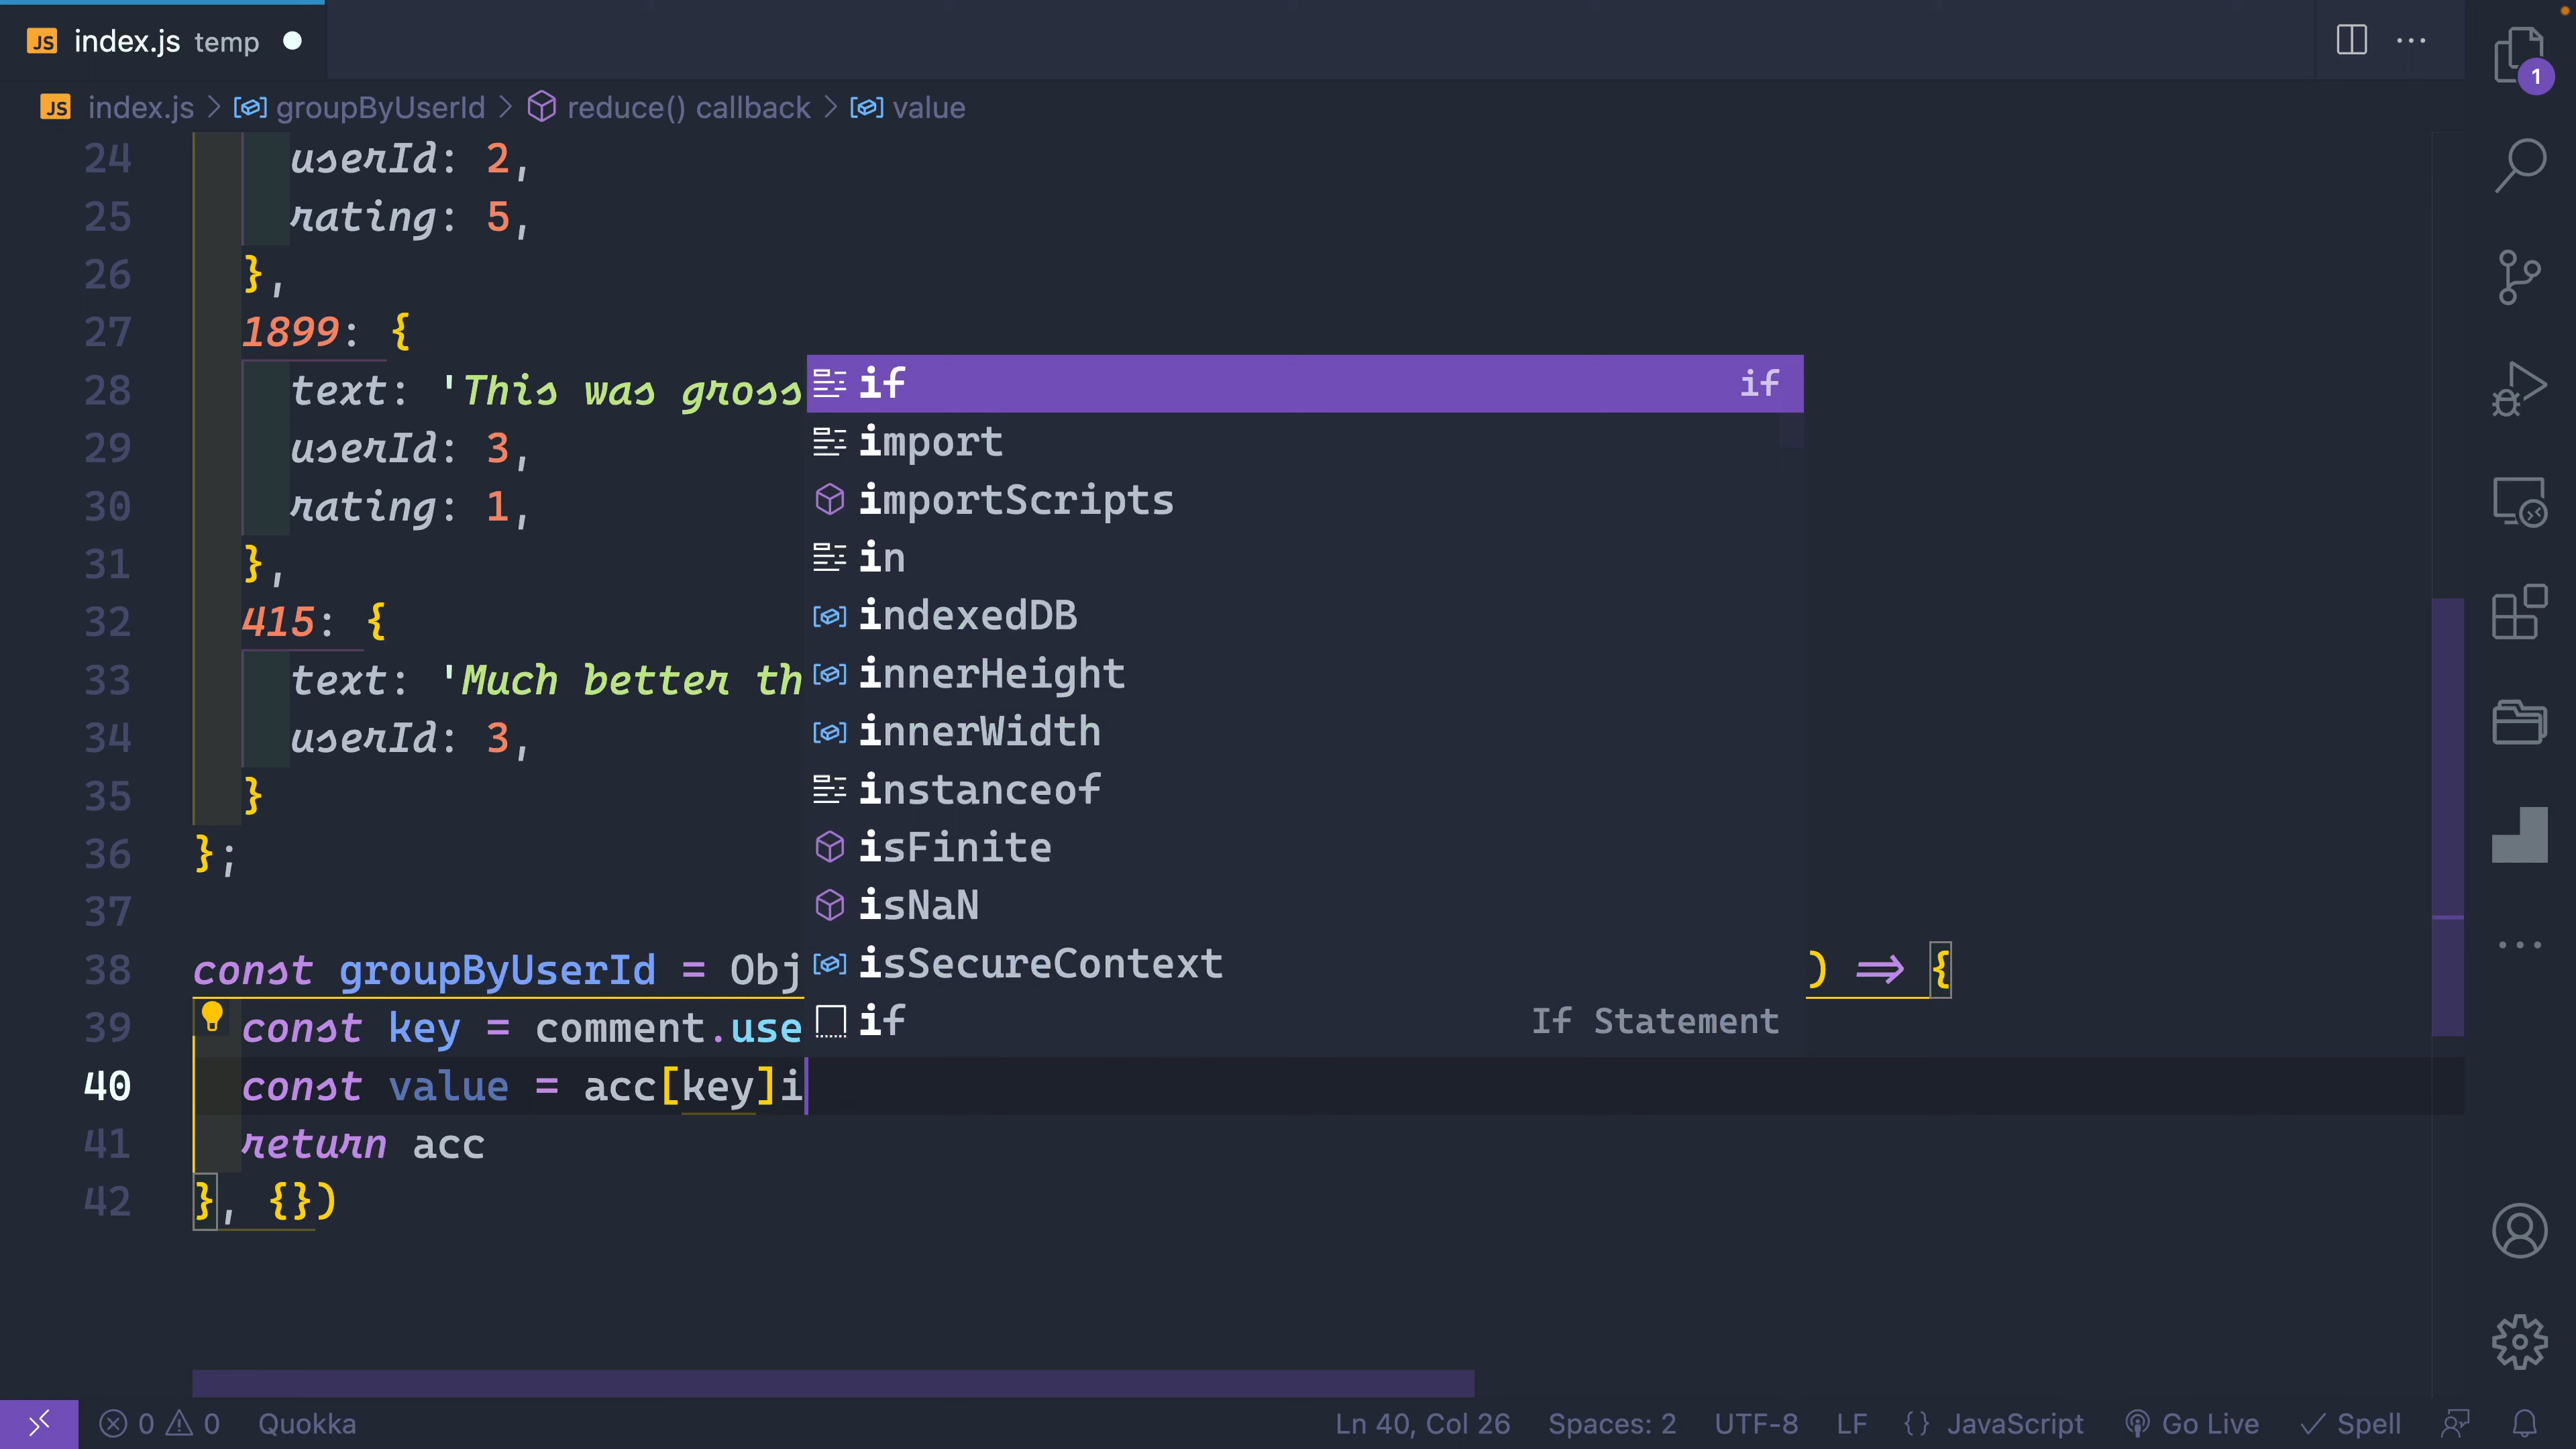 JS index.js temp
JS index.js > groupByUserId > reduce() callback > value
1
24 userId: 2,
25 rating: 5,
26 },
27 1899: {
28 text: 'This was gross
29 userId: 3,
30 rating: 1,
31 },
32 415: {
33 text: 'Much better th
34 userId: 3,
35 }
36 };
37
38 const groupByUserId = Obj ) => {
39 const key = comment.use
40 const value = acc[key]i
41 return acc
42 }, {})
if if
import
importScripts
in
indexedDB
innerHeight
innerWidth
instanceof
isFinite
isNaN
isSecureContext
if If Statement
0 0 Quokka Ln 40, Col 26 Spaces: 2 UTF-8 LF {} JavaScript Go Live Spell